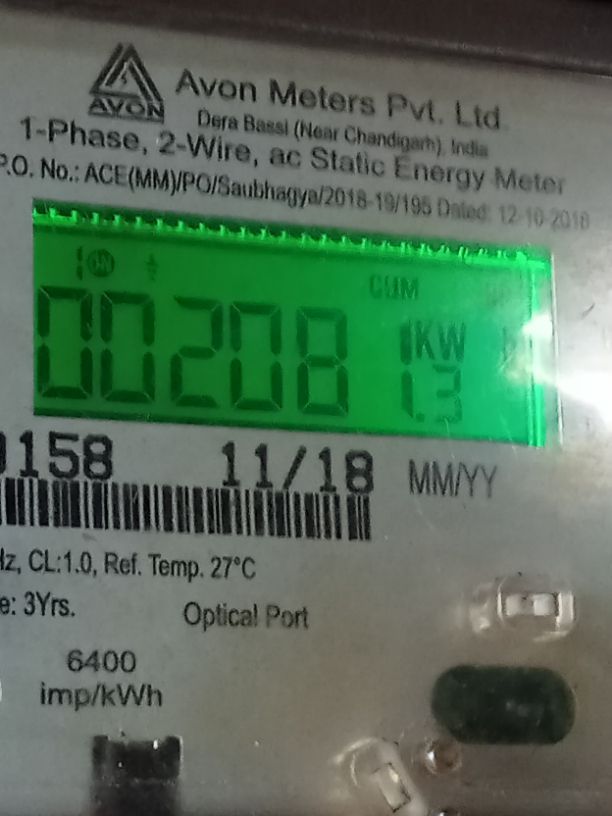 AVON
Avon Meters Pvt. Ltd.
Dera Bassi (Near Chandigarh), India
1-Phase, 2-Wire, ac Static Energy Meter
P.O. No.: ACE(MM)/PO/Saubhagya/2018-19/195 Dated: 12-10-2018
CUM
00208 KW
1.3
158 11/18 MM/YY
Hz, CL:1.0, Ref. Temp. 27°C
e: 3Yrs. Optical Port
6400
imp/kWh